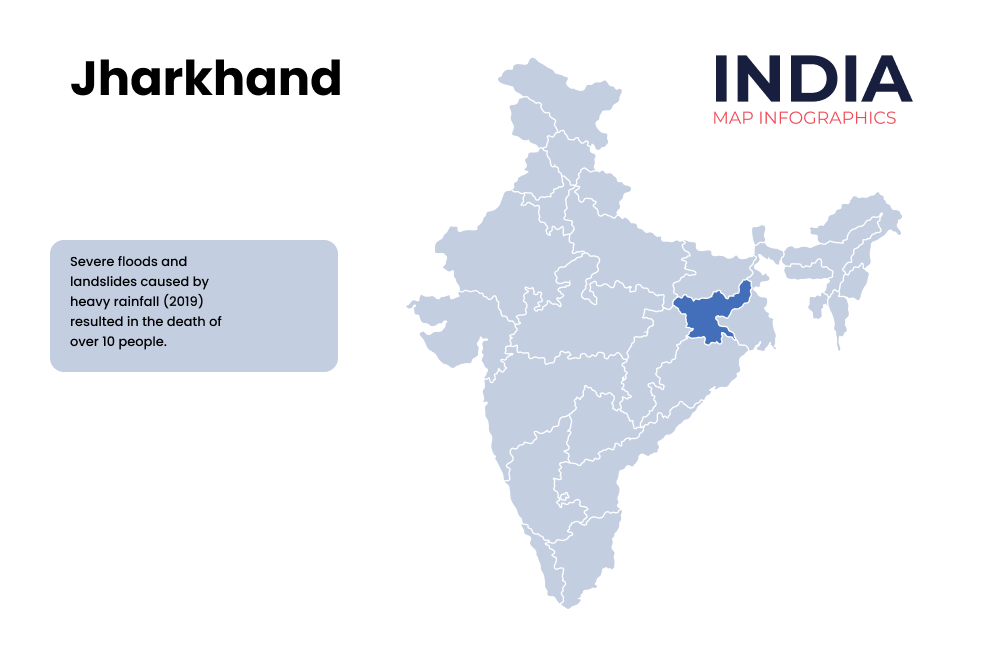 Jharkhand
INDIA
MAP INFOGRAPHICS
Severe floods and
landslides caused by
heavy rainfall (2019)
resulted in the death of
over 10 people.